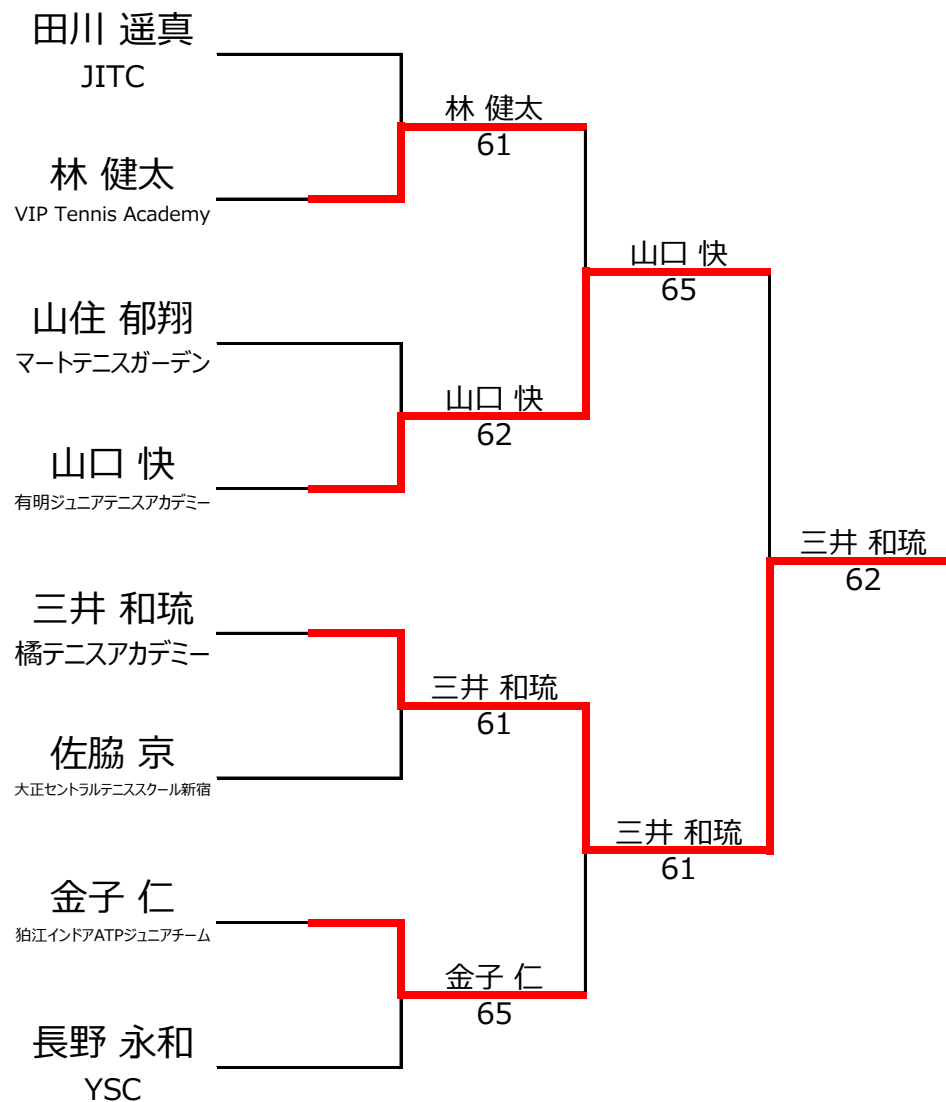 田川 遥真
JITC
林 健太
61
林 健太
VIP Tennis Academy
山口 快
65
山住 郁翔
マートテニスガーデン
山口 快
62
山口 快
有明ジュニアテニスアカデミー
三井 和琉
62
三井 和琉
橘テニスアカデミー
三井 和琉
61
佐脇 京
大正セントラルテニススクール新宿
三井 和琉
61
金子 仁
狛江インドアATPジュニアチーム
金子 仁
65
長野 永和
YSC